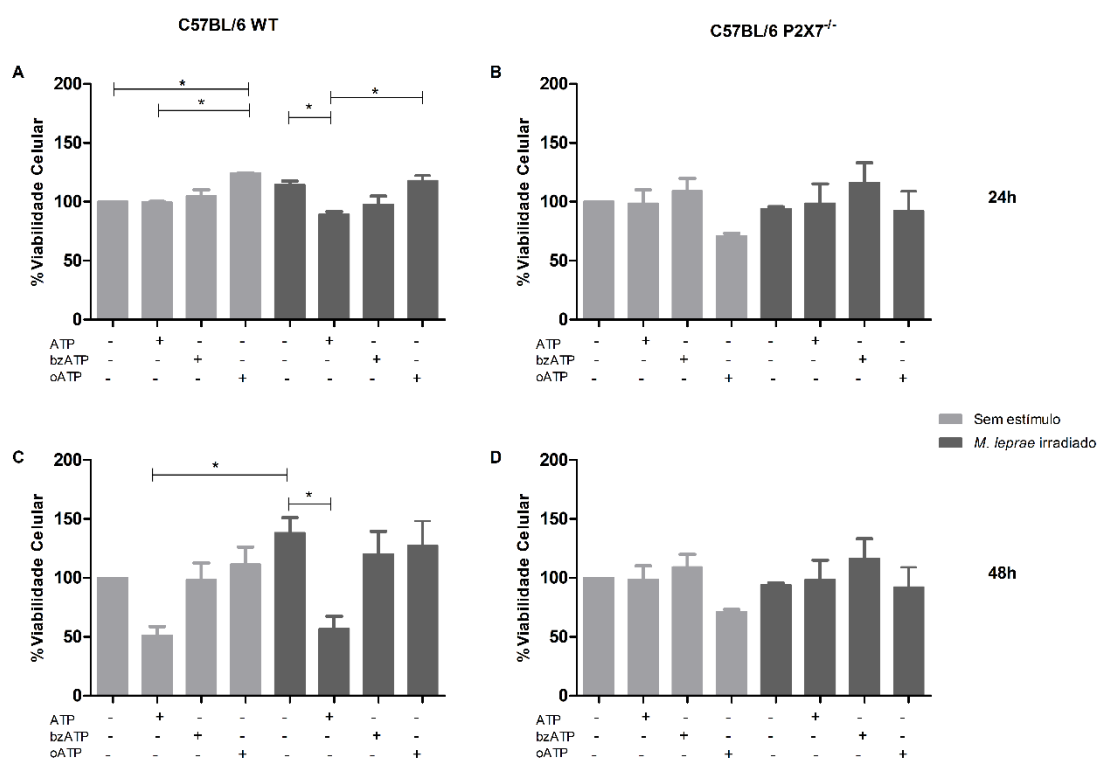 C57BL/6 WT
C57BL/6 P2X7-/-
A
% Viabilidade Celular
200
150
100
50
0
* * * *
ATP - + - - - + - -
bzATP - - + - - - + -
oATP - - - + - - - +
B
% Viabilidade Celular
200
150
100
50
0
ATP - + - - - + - -
bzATP - - + - - - + -
oATP - - - + - - - +
24h
Sem estímulo
M. leprae irradiado
C
% Viabilidade Celular
200
150
100
50
0
* *
ATP - + - - - + - -
bzATP - - + - - - + -
oATP - - - + - - - +
D
% Viabilidade Celular
200
150
100
50
0
ATP - + - - - + - -
bzATP - - + - - - + -
oATP - - - + - - - +
48h